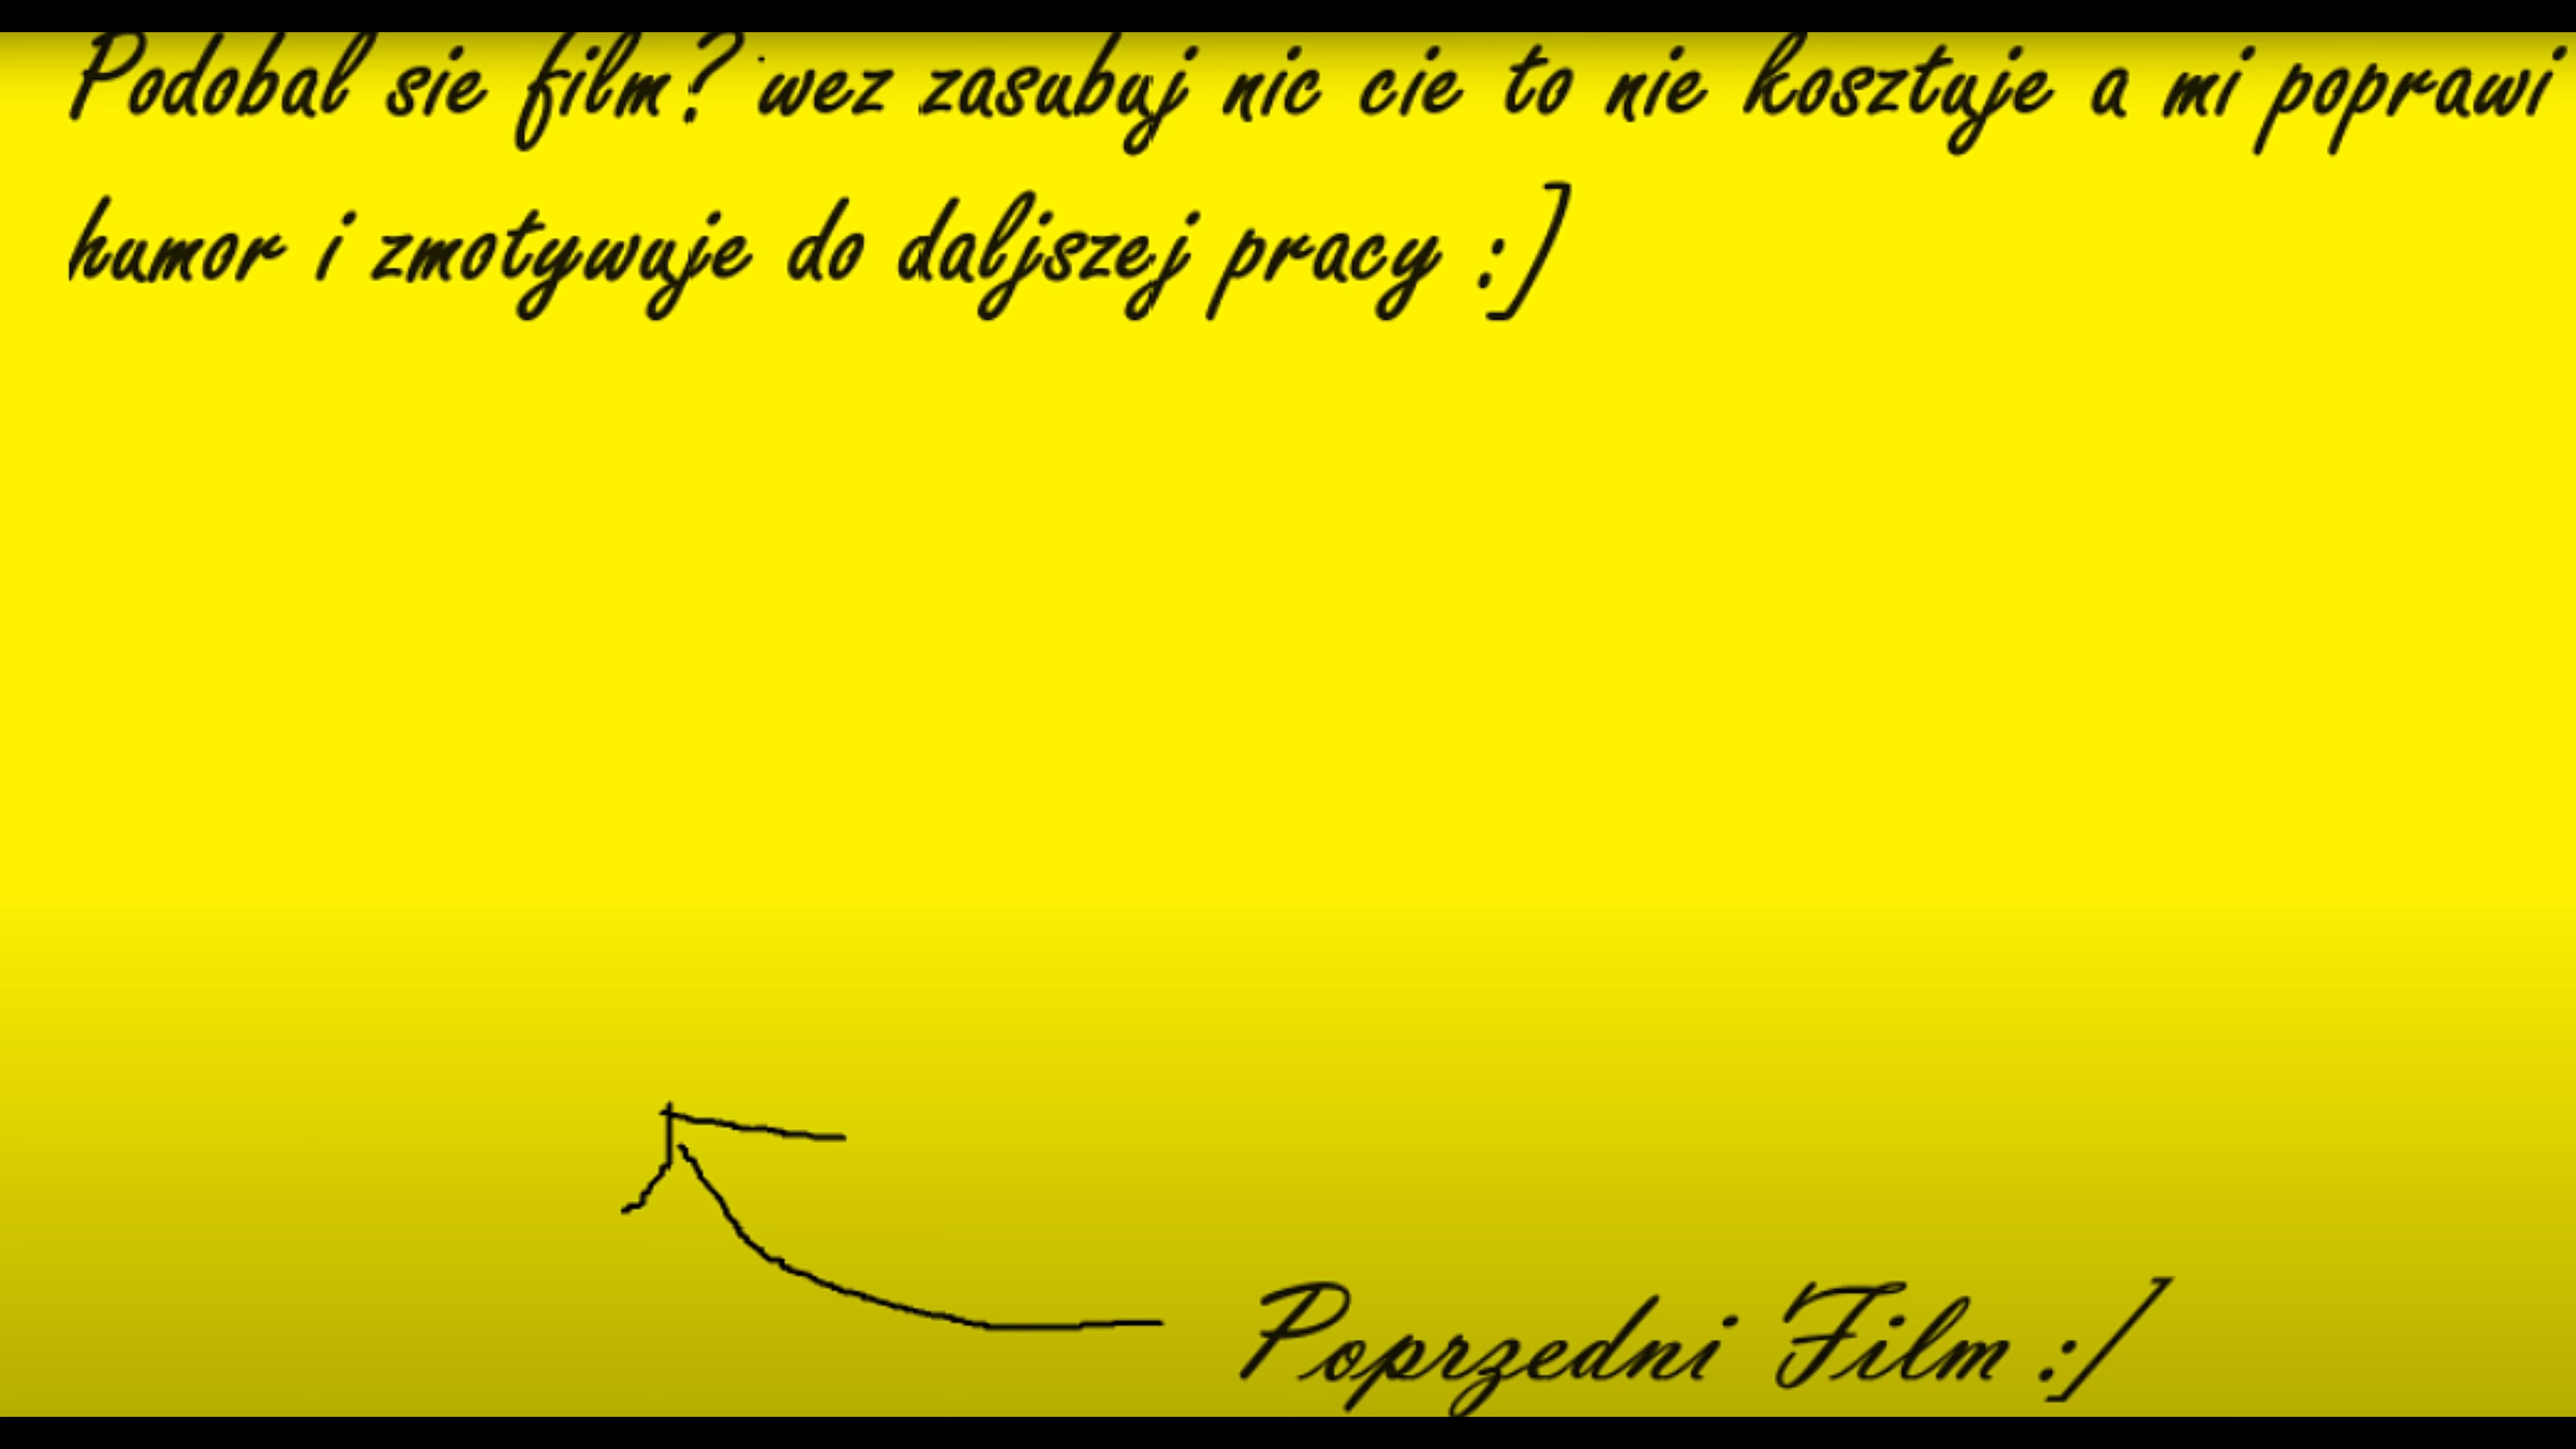 Podobal sie film? wez zasubuj nic cie to nie kosztuje a mi poprawi
humor i zmotywuje do daljszej pracy :]
Poprzedni Film :]